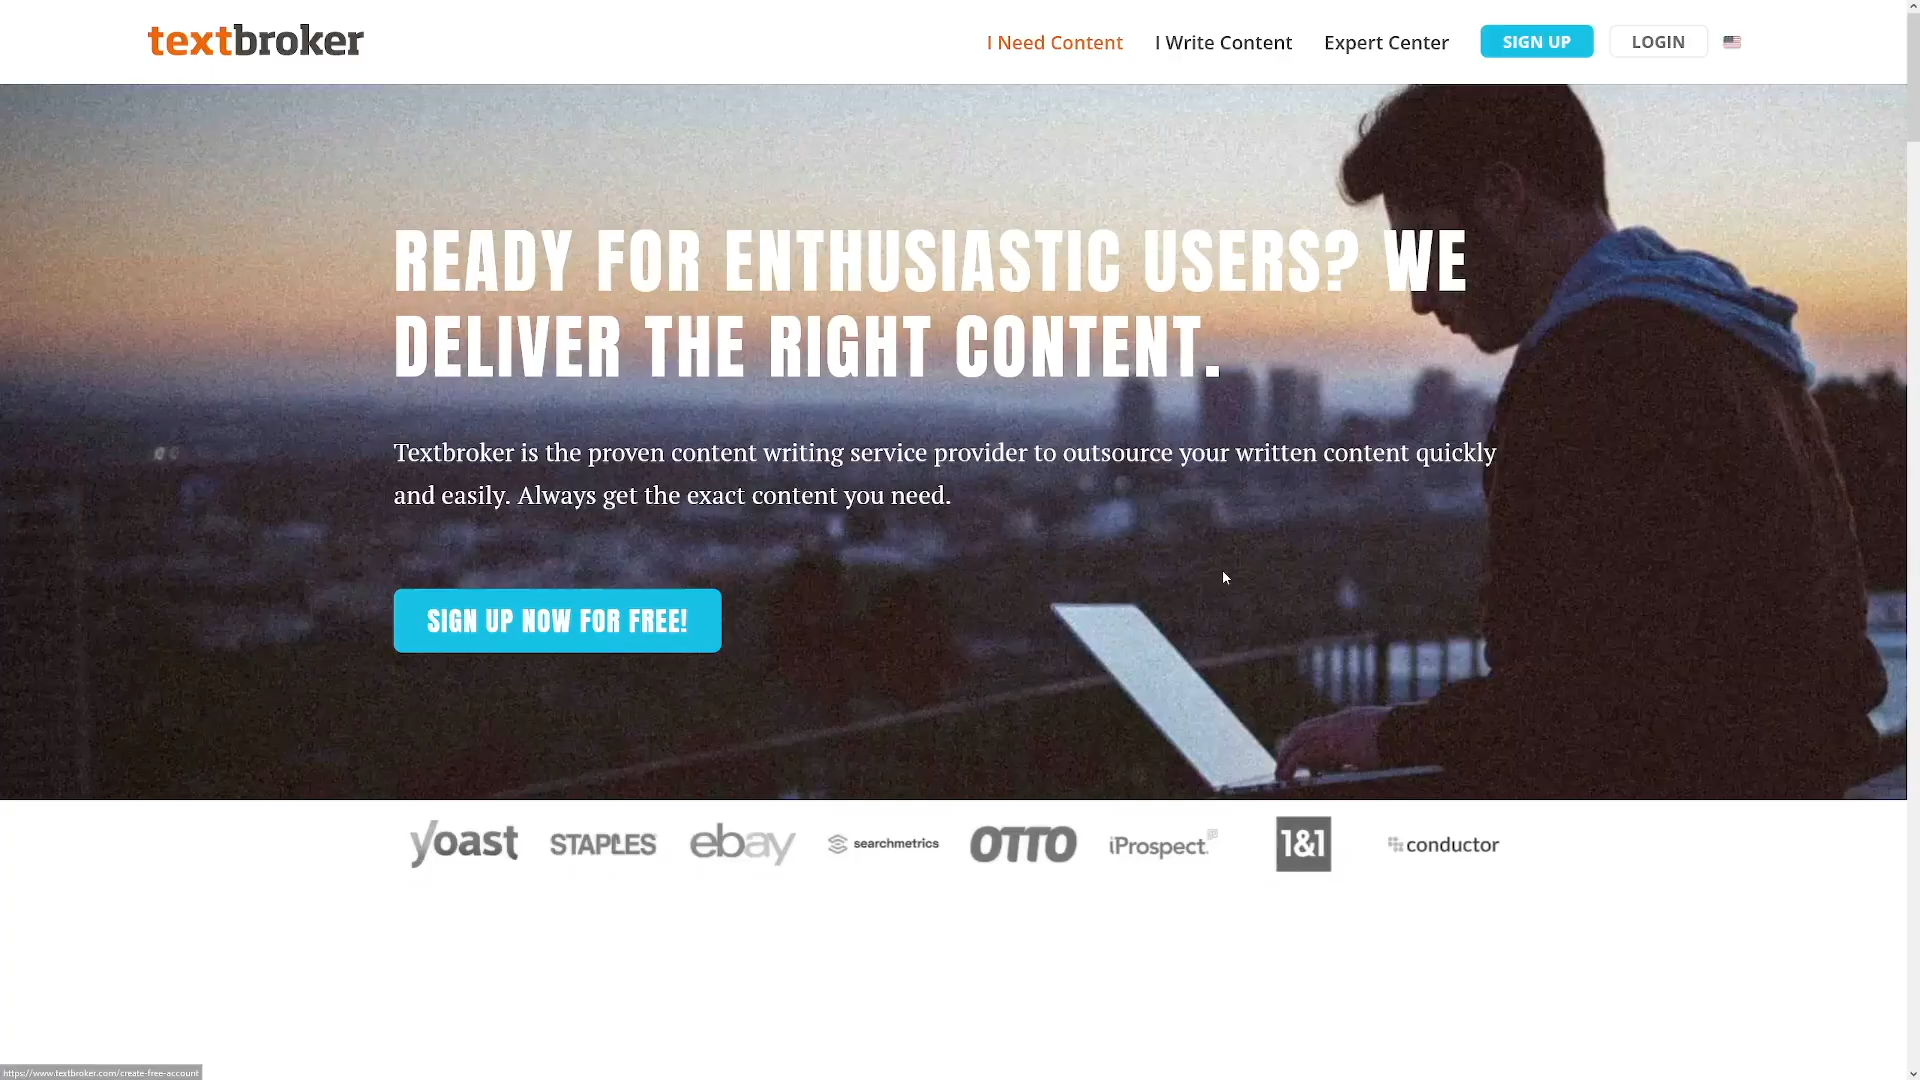 textbroker
I Need Content
I Write Content
Expert Center
SIGN UP
LOGIN
READY FOR ENTHUSIASTIC USERS? WE
DELIVER THE RIGHT CONTENT.
Textbroker is the proven content writing service provider to outsource your written content quickly
and easily. Always get the exact content you need.
SIGN UP NOW FOR FREE!
yoast
STAPLES
ebay
searchmetrics
OTTO
iProspect
1&1
conductor
https://www.textbroker.com/create-free-account